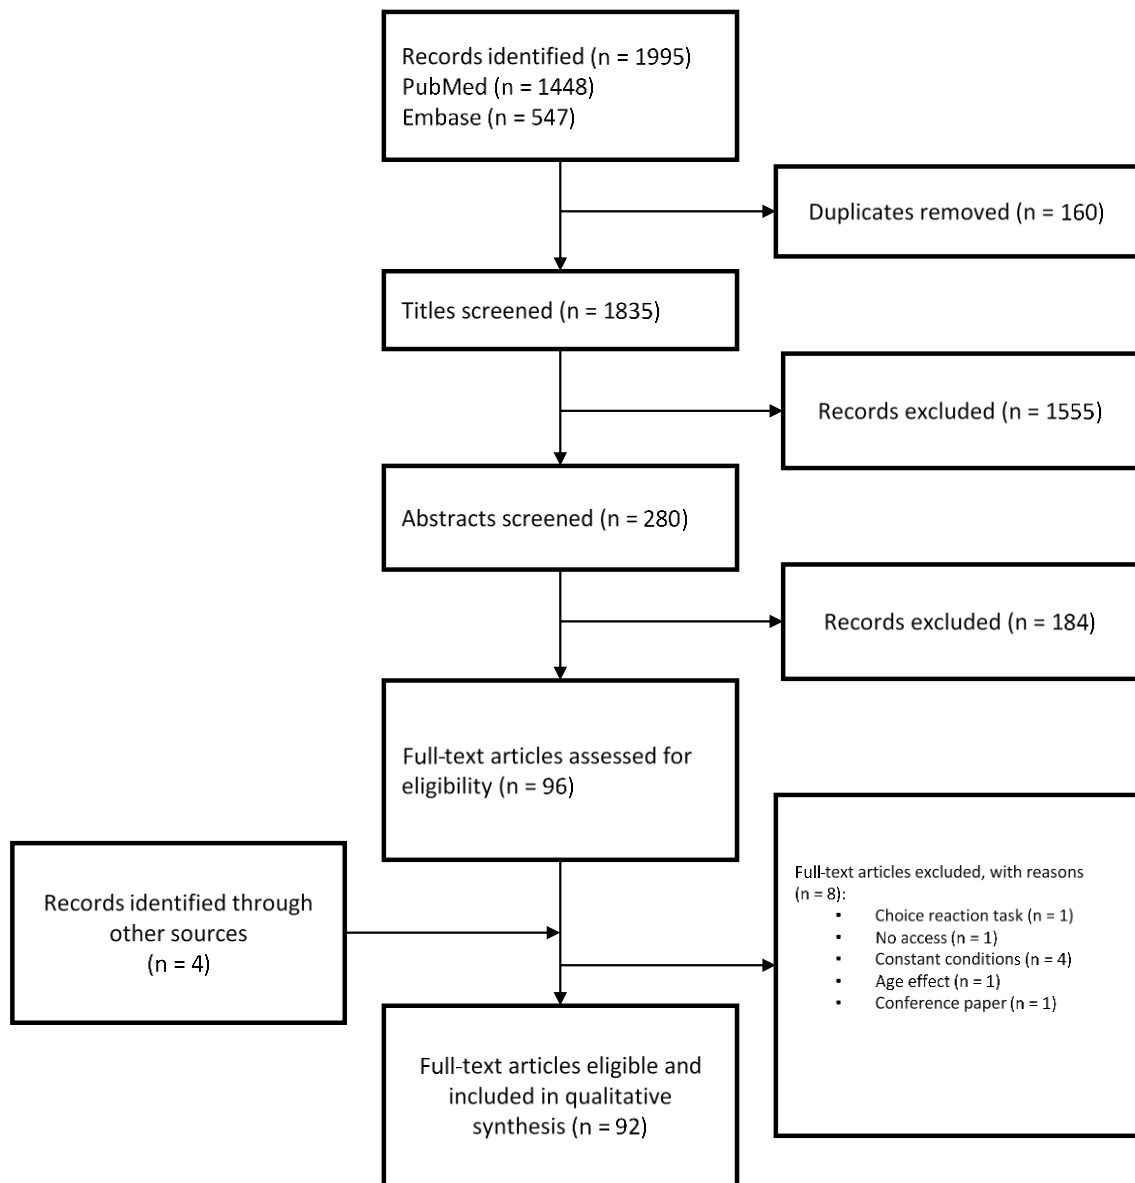 Records identified (n = 1995)
PubMed (n = 1448)
Embase (n = 547)
Duplicates removed (n = 160)
Titles screened (n = 1835)
Records excluded (n = 1555)
Abstracts screened (n = 280)
Records excluded (n = 184)
Full-text articles assessed for
eligibility (n = 96)
Records identified through
other sources
(n = 4)
Full-text articles excluded, with reasons
(n = 8):
▪ Choice reaction task (n = 1)
▪ No access (n = 1)
▪ Constant conditions (n = 4)
▪ Age effect (n = 1)
▪ Conference paper (n = 1)
Full-text articles eligible and
included in qualitative
synthesis (n = 92)